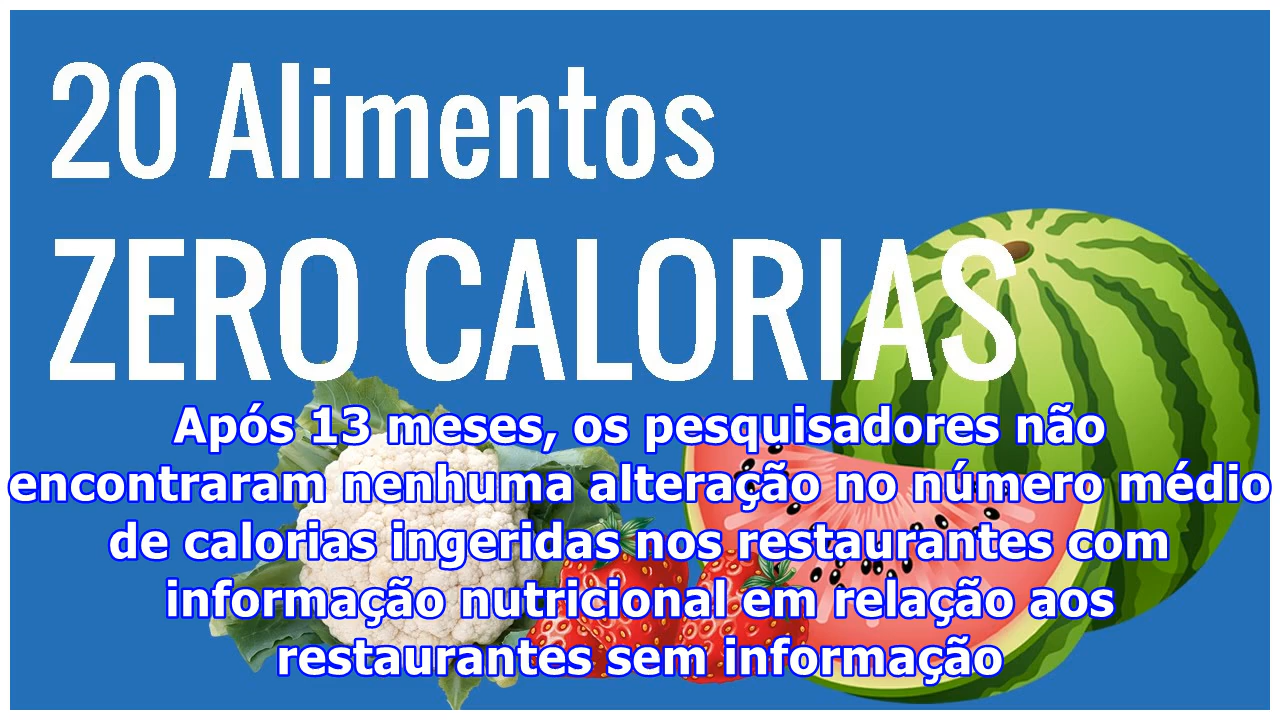 20 Alimentos
ZERO CALORIAS
Após 13 meses, os pesquisadores não
encontraram nenhuma alteração no número médio
de calorias ingeridas nos restaurantes com
informação nutricional em relação aos
restaurantes sem informação